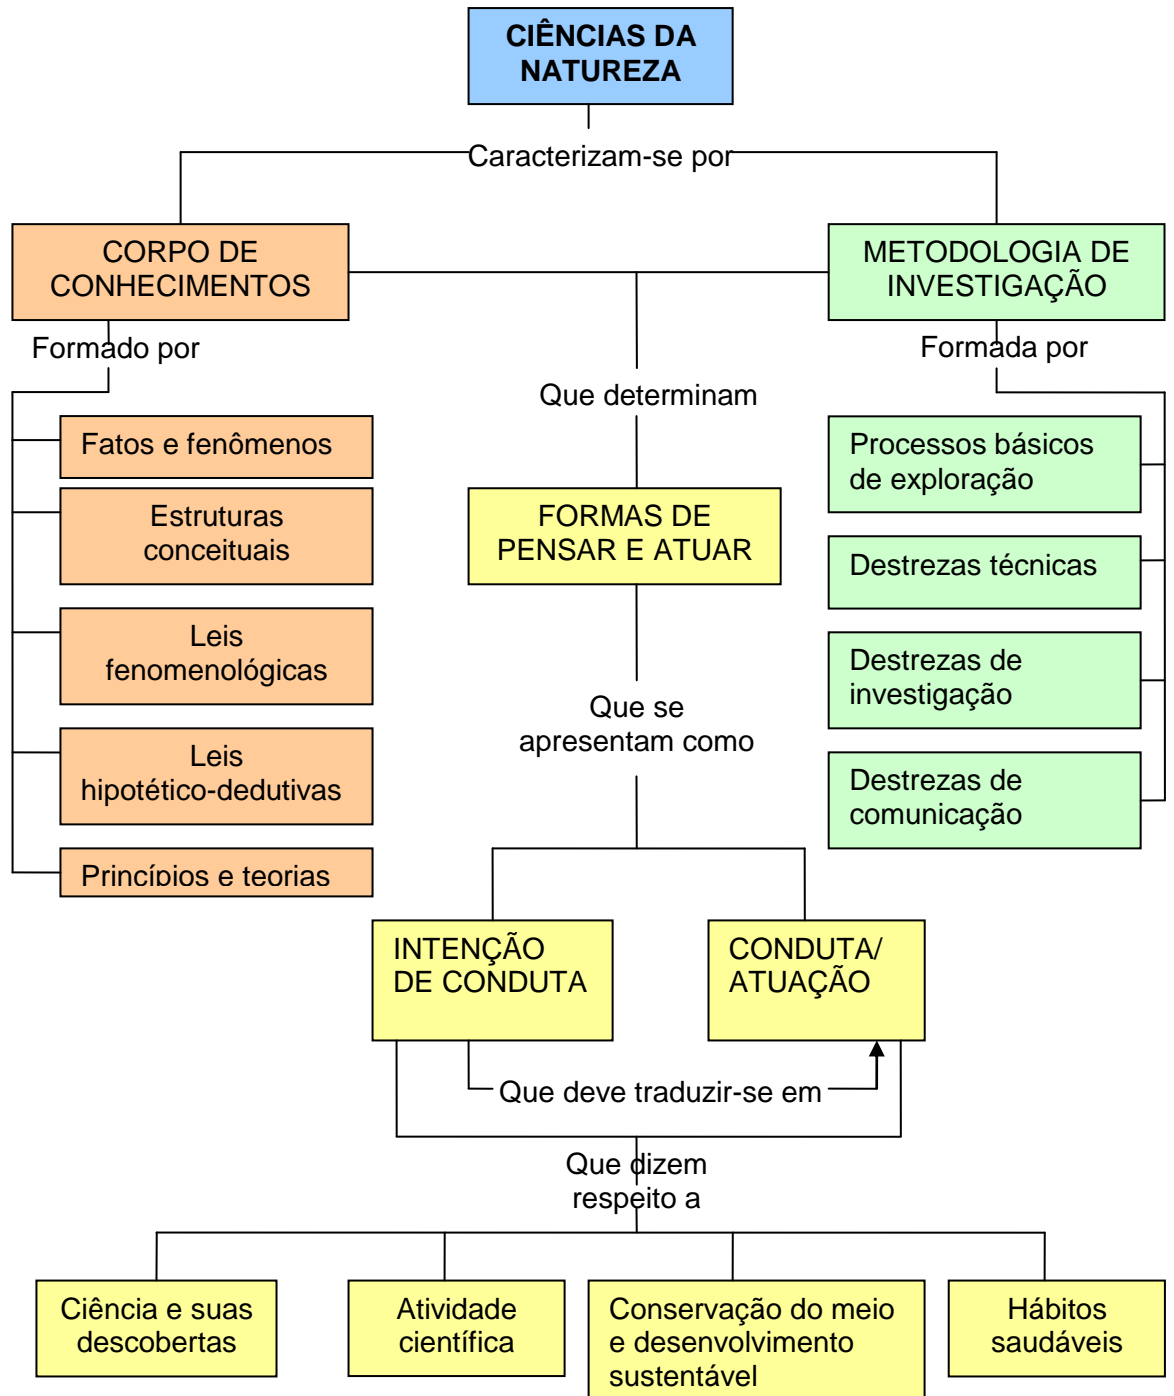 CIÊNCIAS DA
NATUREZA
Caracterizam-se por
CORPO DE
CONHECIMENTOS
METODOLOGIA DE
INVESTIGAÇÃO
Formado por
Formada por
Que determinam
Fatos e fenômenos
Estruturas
conceituais
Leis
fenomenológicas
Leis
hipotético-dedutivas
Princípios e teorias
FORMAS DE
PENSAR E ATUAR
Processos básicos
de exploração
Destrezas técnicas
Destrezas de
investigação
Destrezas de
comunicação
Que se
apresentam como
INTENÇÃO
DE CONDUTA
CONDUTA/
ATUAÇÃO
Que deve traduzir-se em
Que dizem
respeito a
Ciência e suas
descobertas
Atividade
científica
Conservação do meio
e desenvolvimento
sustentável
Hábitos
saudáveis